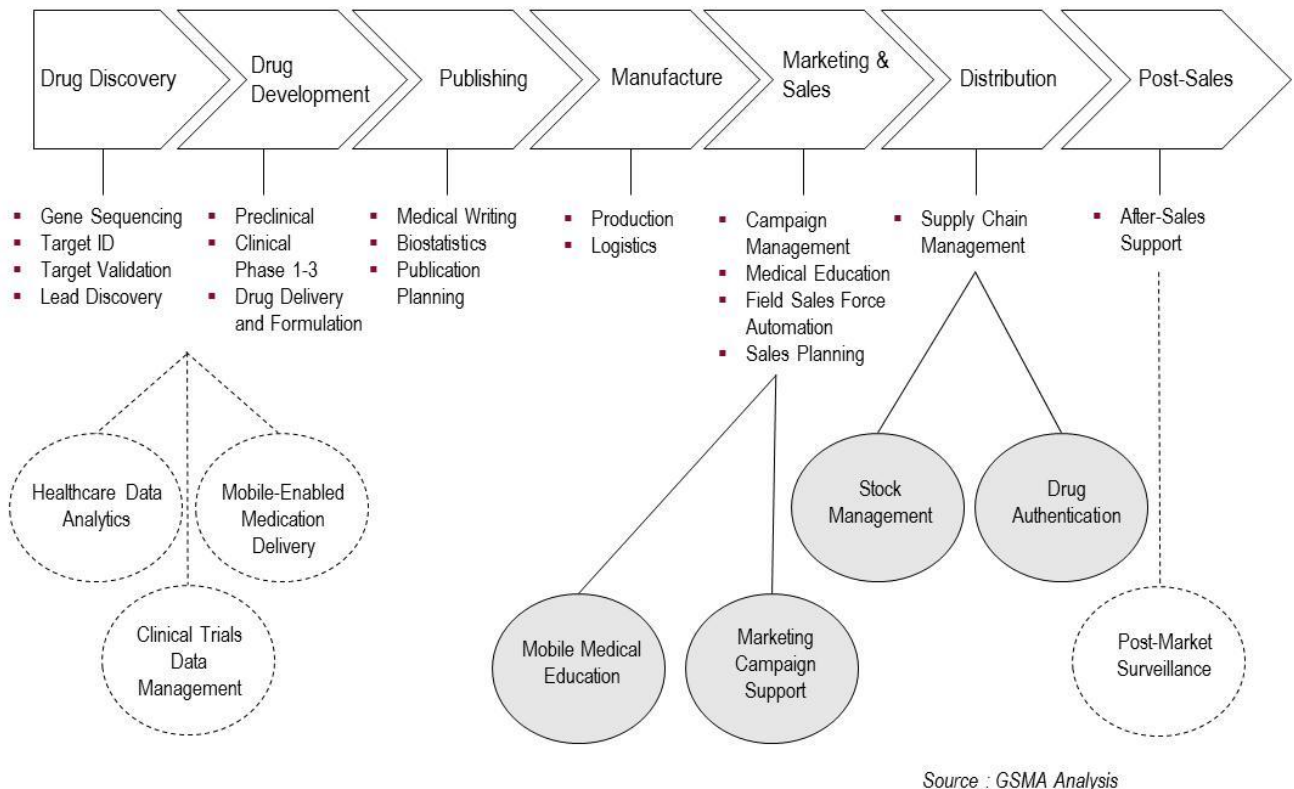 Drug Discovery
Drug
Development
Publishing
Manufacture
Marketing &
Sales
Distribution
Post-Sales
▪ Gene Sequencing
▪ Target ID
▪ Target Validation
▪ Lead Discovery
▪ Preclinical
▪ Clinical
Phase 1-3
▪ Drug Delivery
and Formulation
▪ Medical Writing
▪ Biostatistics
▪ Publication
Planning
▪ Production
▪ Logistics
▪ Campaign
Management
▪ Medical Education
▪ Field Sales Force
Automation
▪ Sales Planning
▪ Supply Chain
Management
▪ After-Sales
Support
Healthcare Data
Analytics
Mobile-Enabled
Medication
Delivery
Clinical Trials
Data
Management
Mobile Medical
Education
Marketing
Campaign
Support
Stock
Management
Drug
Authentication
Post-Market
Surveillance
Source : GSMA Analysis